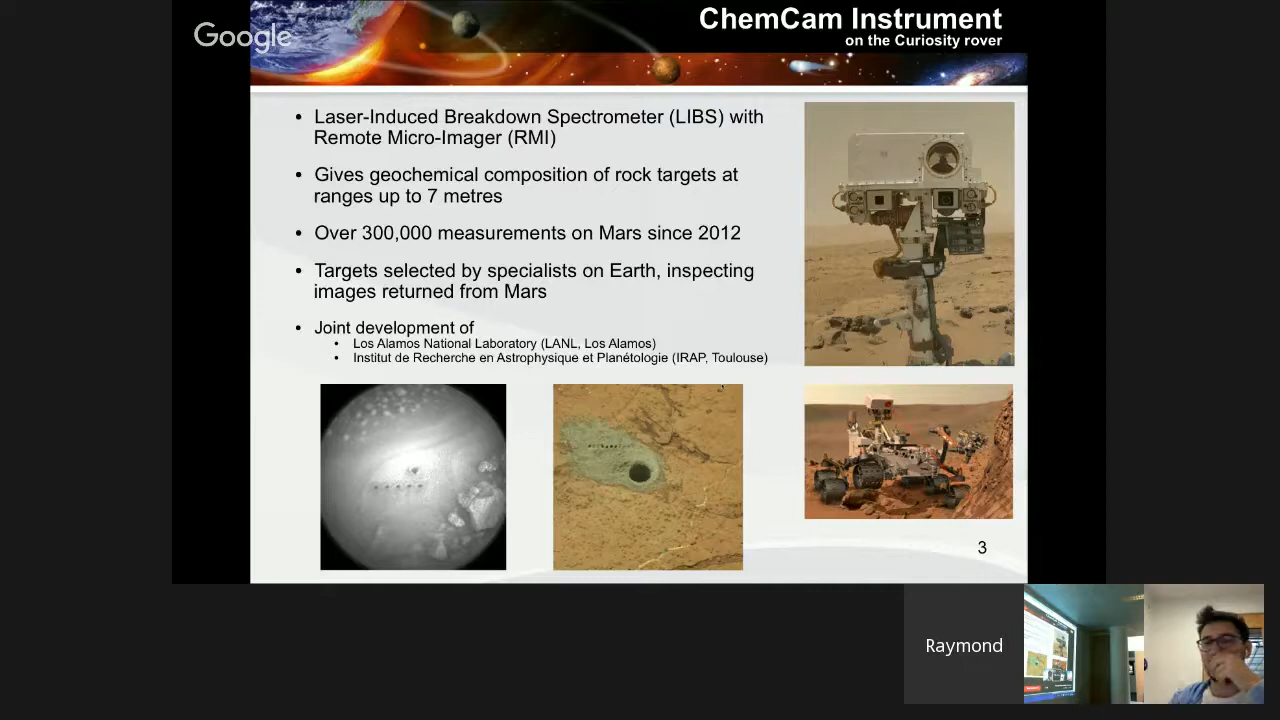 Google
ChemCam Instrument
on the Curiosity rover
• Laser-Induced Breakdown Spectrometer (LIBS) with
Remote Micro-Imager (RMI)
• Gives geochemical composition of rock targets at
ranges up to 7 metres
• Over 300,000 measurements on Mars since 2012
• Targets selected by specialists on Earth, inspecting
images returned from Mars
• Joint development of
• Los Alamos National Laboratory (LANL, Los Alamos)
• Institut de Recherche en Astrophysique et Planétologie (IRAP, Toulouse)
3
Raymond